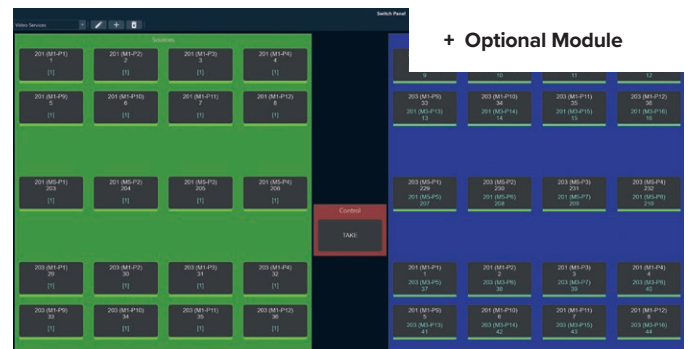 Switch Panel
Video Services
+ Optional Module
Sources
201 (M1-P1) 201 (M1-P2) 201 (M1-P3) 201 (M1-P4)
1 2 3 4
[1] [1] [1] [1]
9 10 11 12
201 (M1-P9) 201 (M1-P10) 201 (M1-P11) 201 (M1-P12)
5 6 7 8
[1] [1] [1] [1]
203 (M1-P9) 203 (M1-P10) 203 (M1-P11) 203 (M1-P12)
33 34 35 36
201 (M3-P13) 201 (M3-P14) 201 (M3-P15) 201 (M3-P16)
13 14 15 16
201 (M5-P1) 201 (M5-P2) 201 (M5-P3) 201 (M5-P4)
203 204 205 206
[1] [1] [1] [1]
203 (M5-P1) 203 (M5-P2) 203 (M5-P3) 203 (M5-P4)
229 230 231 232
201 (M5-P5) 201 (M5-P6) 201 (M5-P7) 201 (M5-P8)
207 208 209 210
Control
TAKE
203 (M1-P1) 203 (M1-P2) 203 (M1-P3) 203 (M1-P4)
29 30 31 32
[1] [1] [1] [1]
201 (M1-P1) 201 (M1-P2) 201 (M1-P3) 201 (M1-P4)
1 2 3 4
203 (M3-P5) 203 (M3-P6) 203 (M3-P7) 203 (M3-P8)
37 38 39 40
203 (M1-P9) 203 (M1-P10) 203 (M1-P11) 203 (M1-P12)
33 34 35 36
[1] [1] [1] [1]
201 (M1-P9) 201 (M1-P10) 201 (M1-P11) 201 (M1-P12)
5 6 7 8
203 (M3-P13) 203 (M3-P14) 203 (M3-P15) 203 (M3-P16)
41 42 43 44